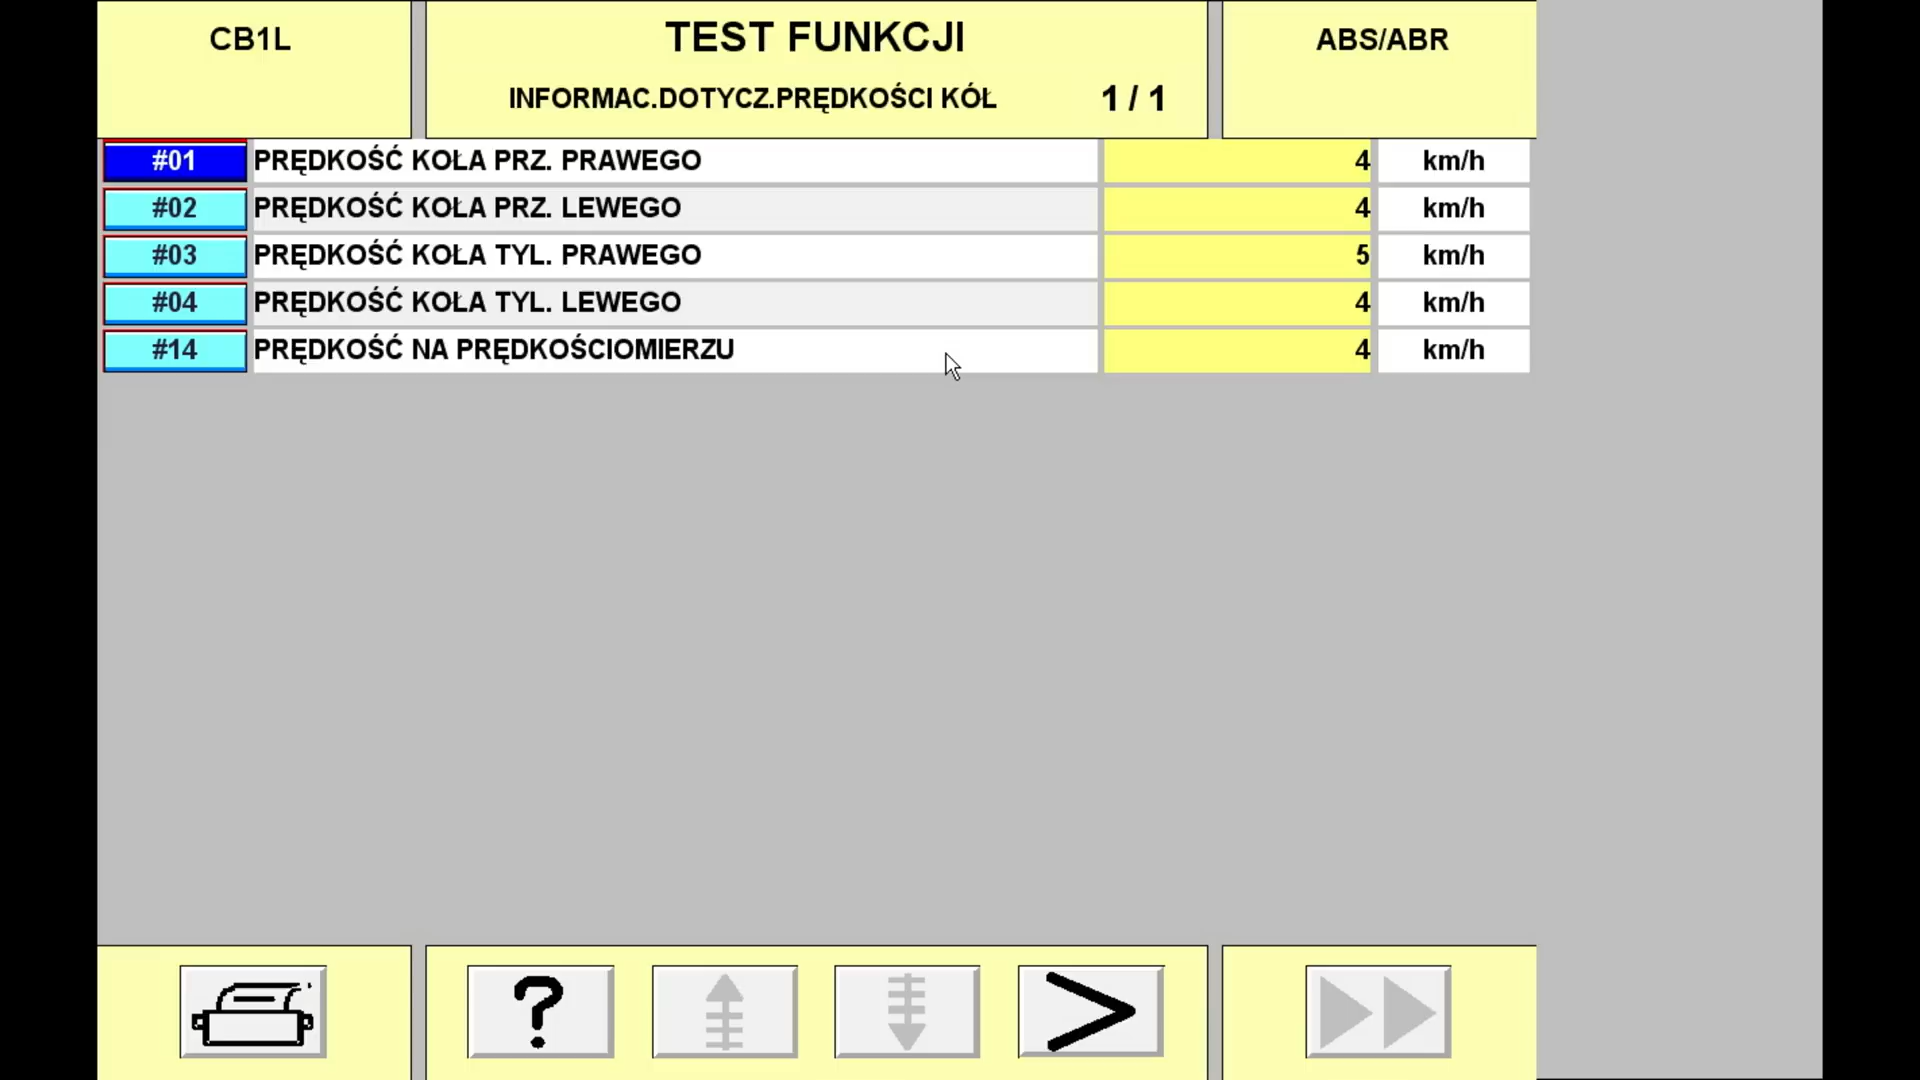 CB1L
TEST FUNKCJI
ABS/ABR
INFORMAC.DOTYCZ.PRĘDKOŚCI KÓŁ 1 / 1
#01 PRĘDKOŚĆ KOŁA PRZ. PRAWEGO 4 km/h
#02 PRĘDKOŚĆ KOŁA PRZ. LEWEGO 4 km/h
#03 PRĘDKOŚĆ KOŁA TYL. PRAWEGO 5 km/h
#04 PRĘDKOŚĆ KOŁA TYL. LEWEGO 4 km/h
#14 PRĘDKOŚĆ NA PRĘDKOŚCIOMIERZU 4 km/h
? >